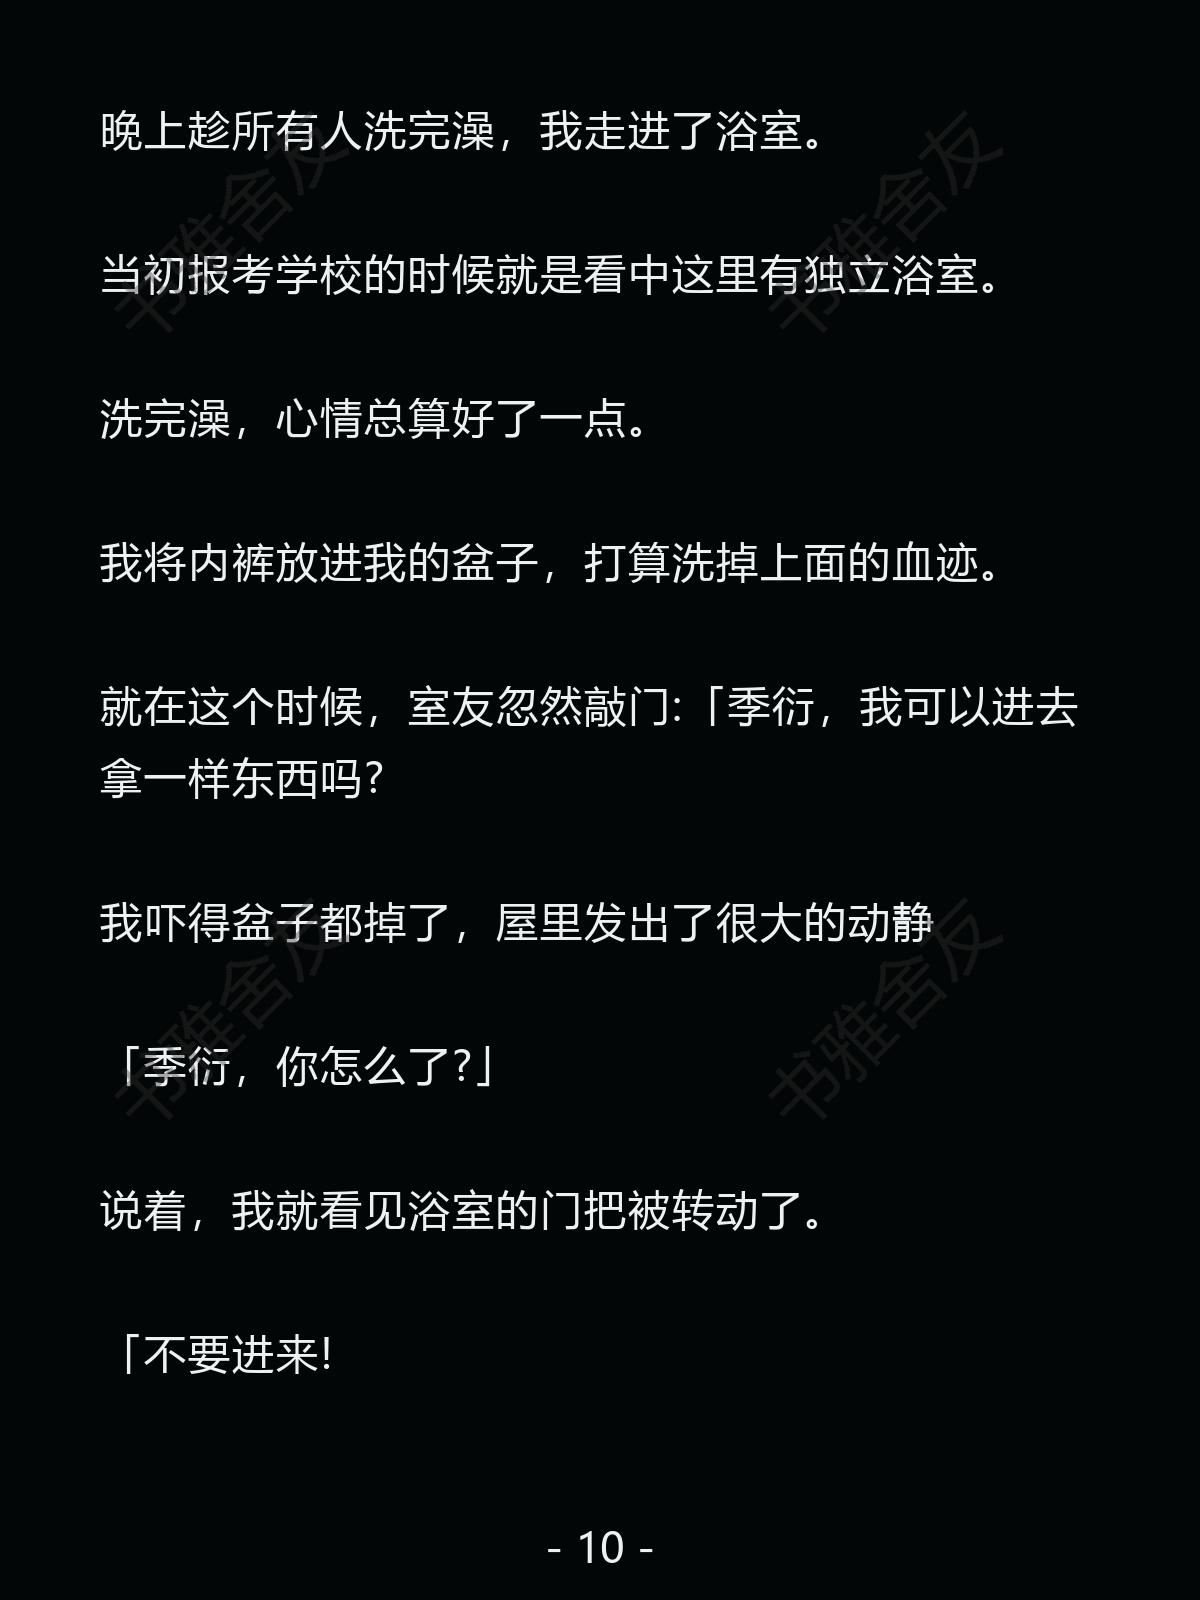 晚上趁所有人洗完澡，我走进了浴室。
当初报考学校的时候就是看中这里有独立浴室。
洗完澡，心情总算好了一点。
我将内裤放进我的盆子，打算洗掉上面的血迹。
就在这个时候，室友忽然敲门:「季衍，我可以进去
拿一样东西吗?
我吓得盆子都掉了，屋里发出了很大的动静
「季衍，你怎么了?」
说着，我就看见浴室的门把被转动了。
「不要进来!
- 10 -
书雅舍友
书雅舍友
书雅舍友
书雅舍友